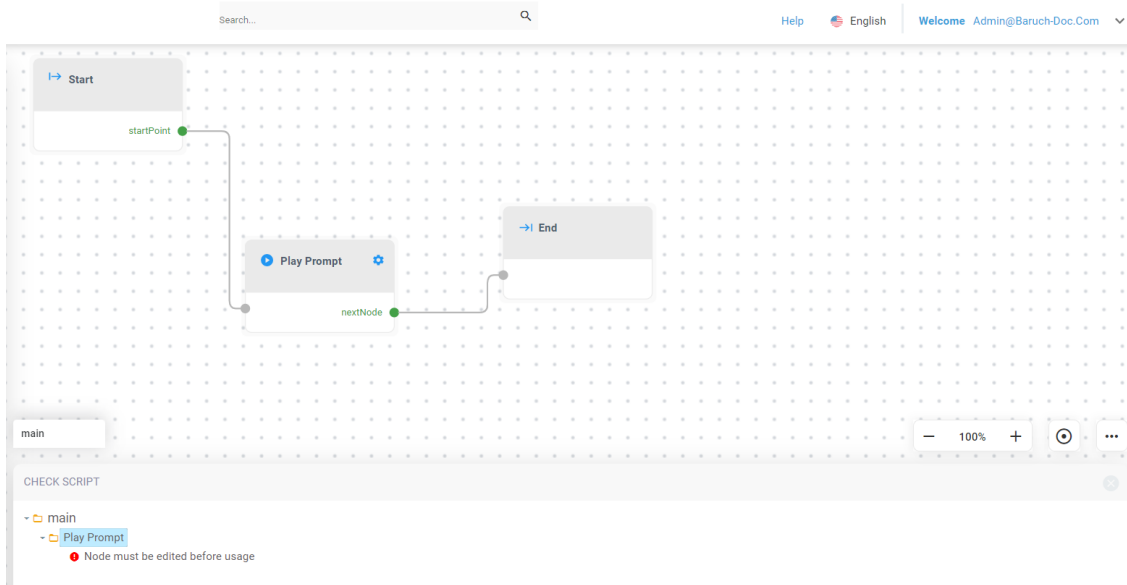 Search...
Help
English
Welcome Admin@Baruch-Doc.Com
Start
startPoint
End
Play Prompt
nextNode
main
100%
CHECK SCRIPT
main
Play Prompt
Node must be edited before usage